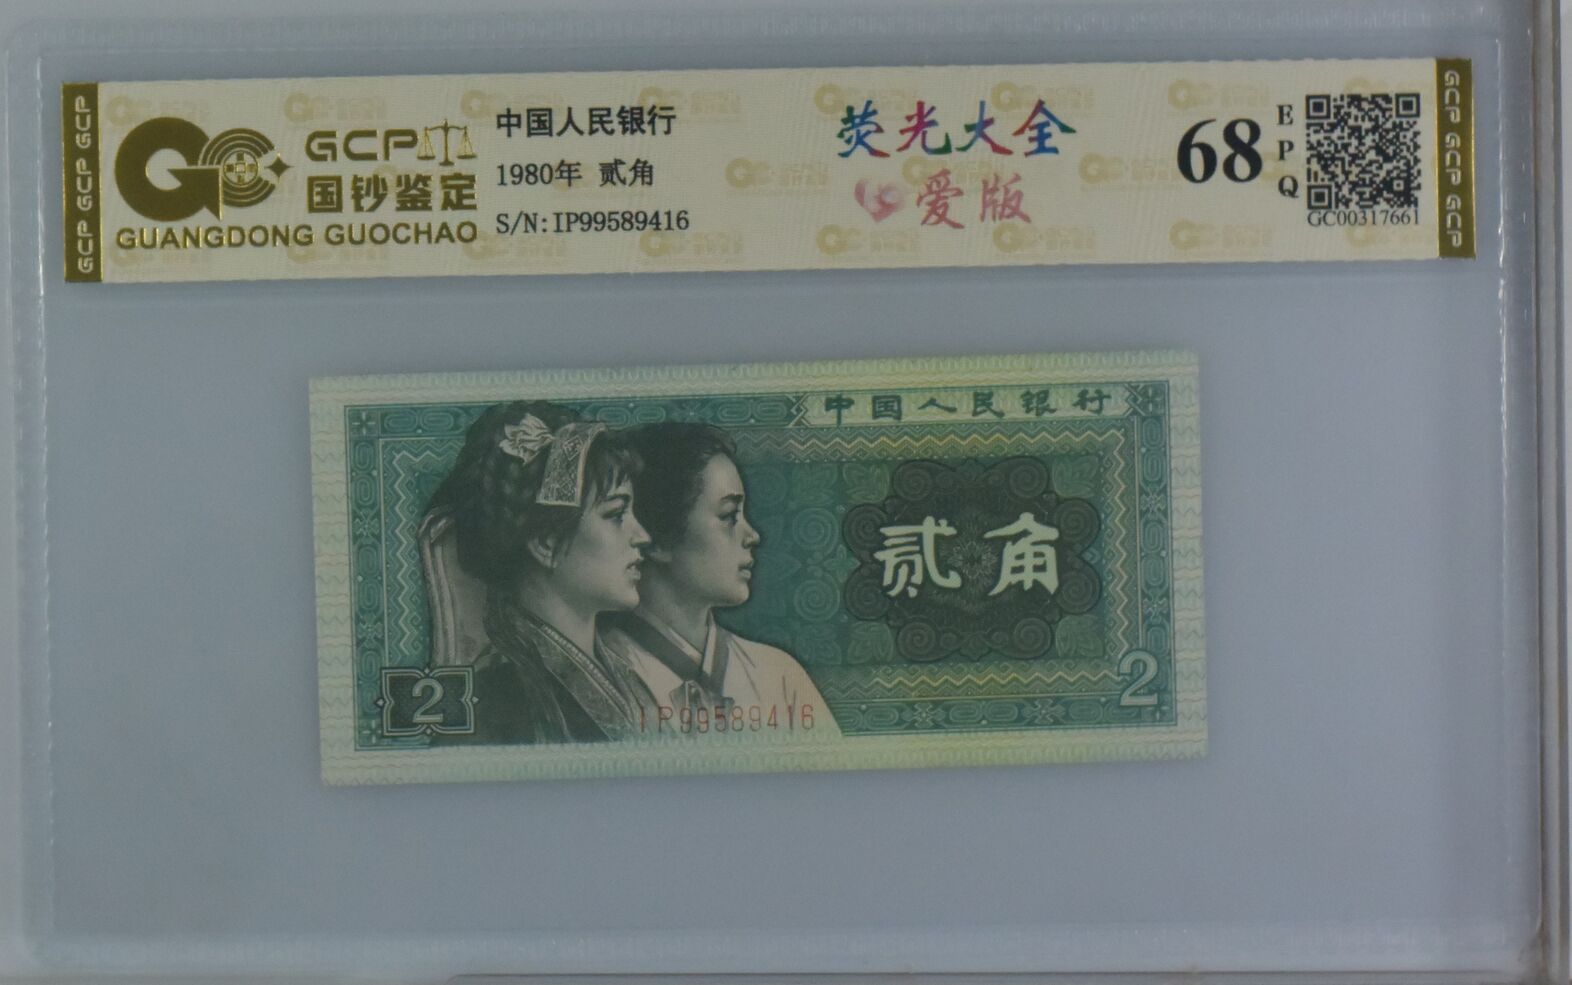 GCP GCP GCP
GCP
国钞鉴定
GUANGDONG GUOCHAO
中国人民银行
1980年 贰角
S/N:IP99589416
荧光大全
爱版
68
EPQ
GC00317661
GCP GCP GCP
中国人民银行
贰角
2
2
IP99589416